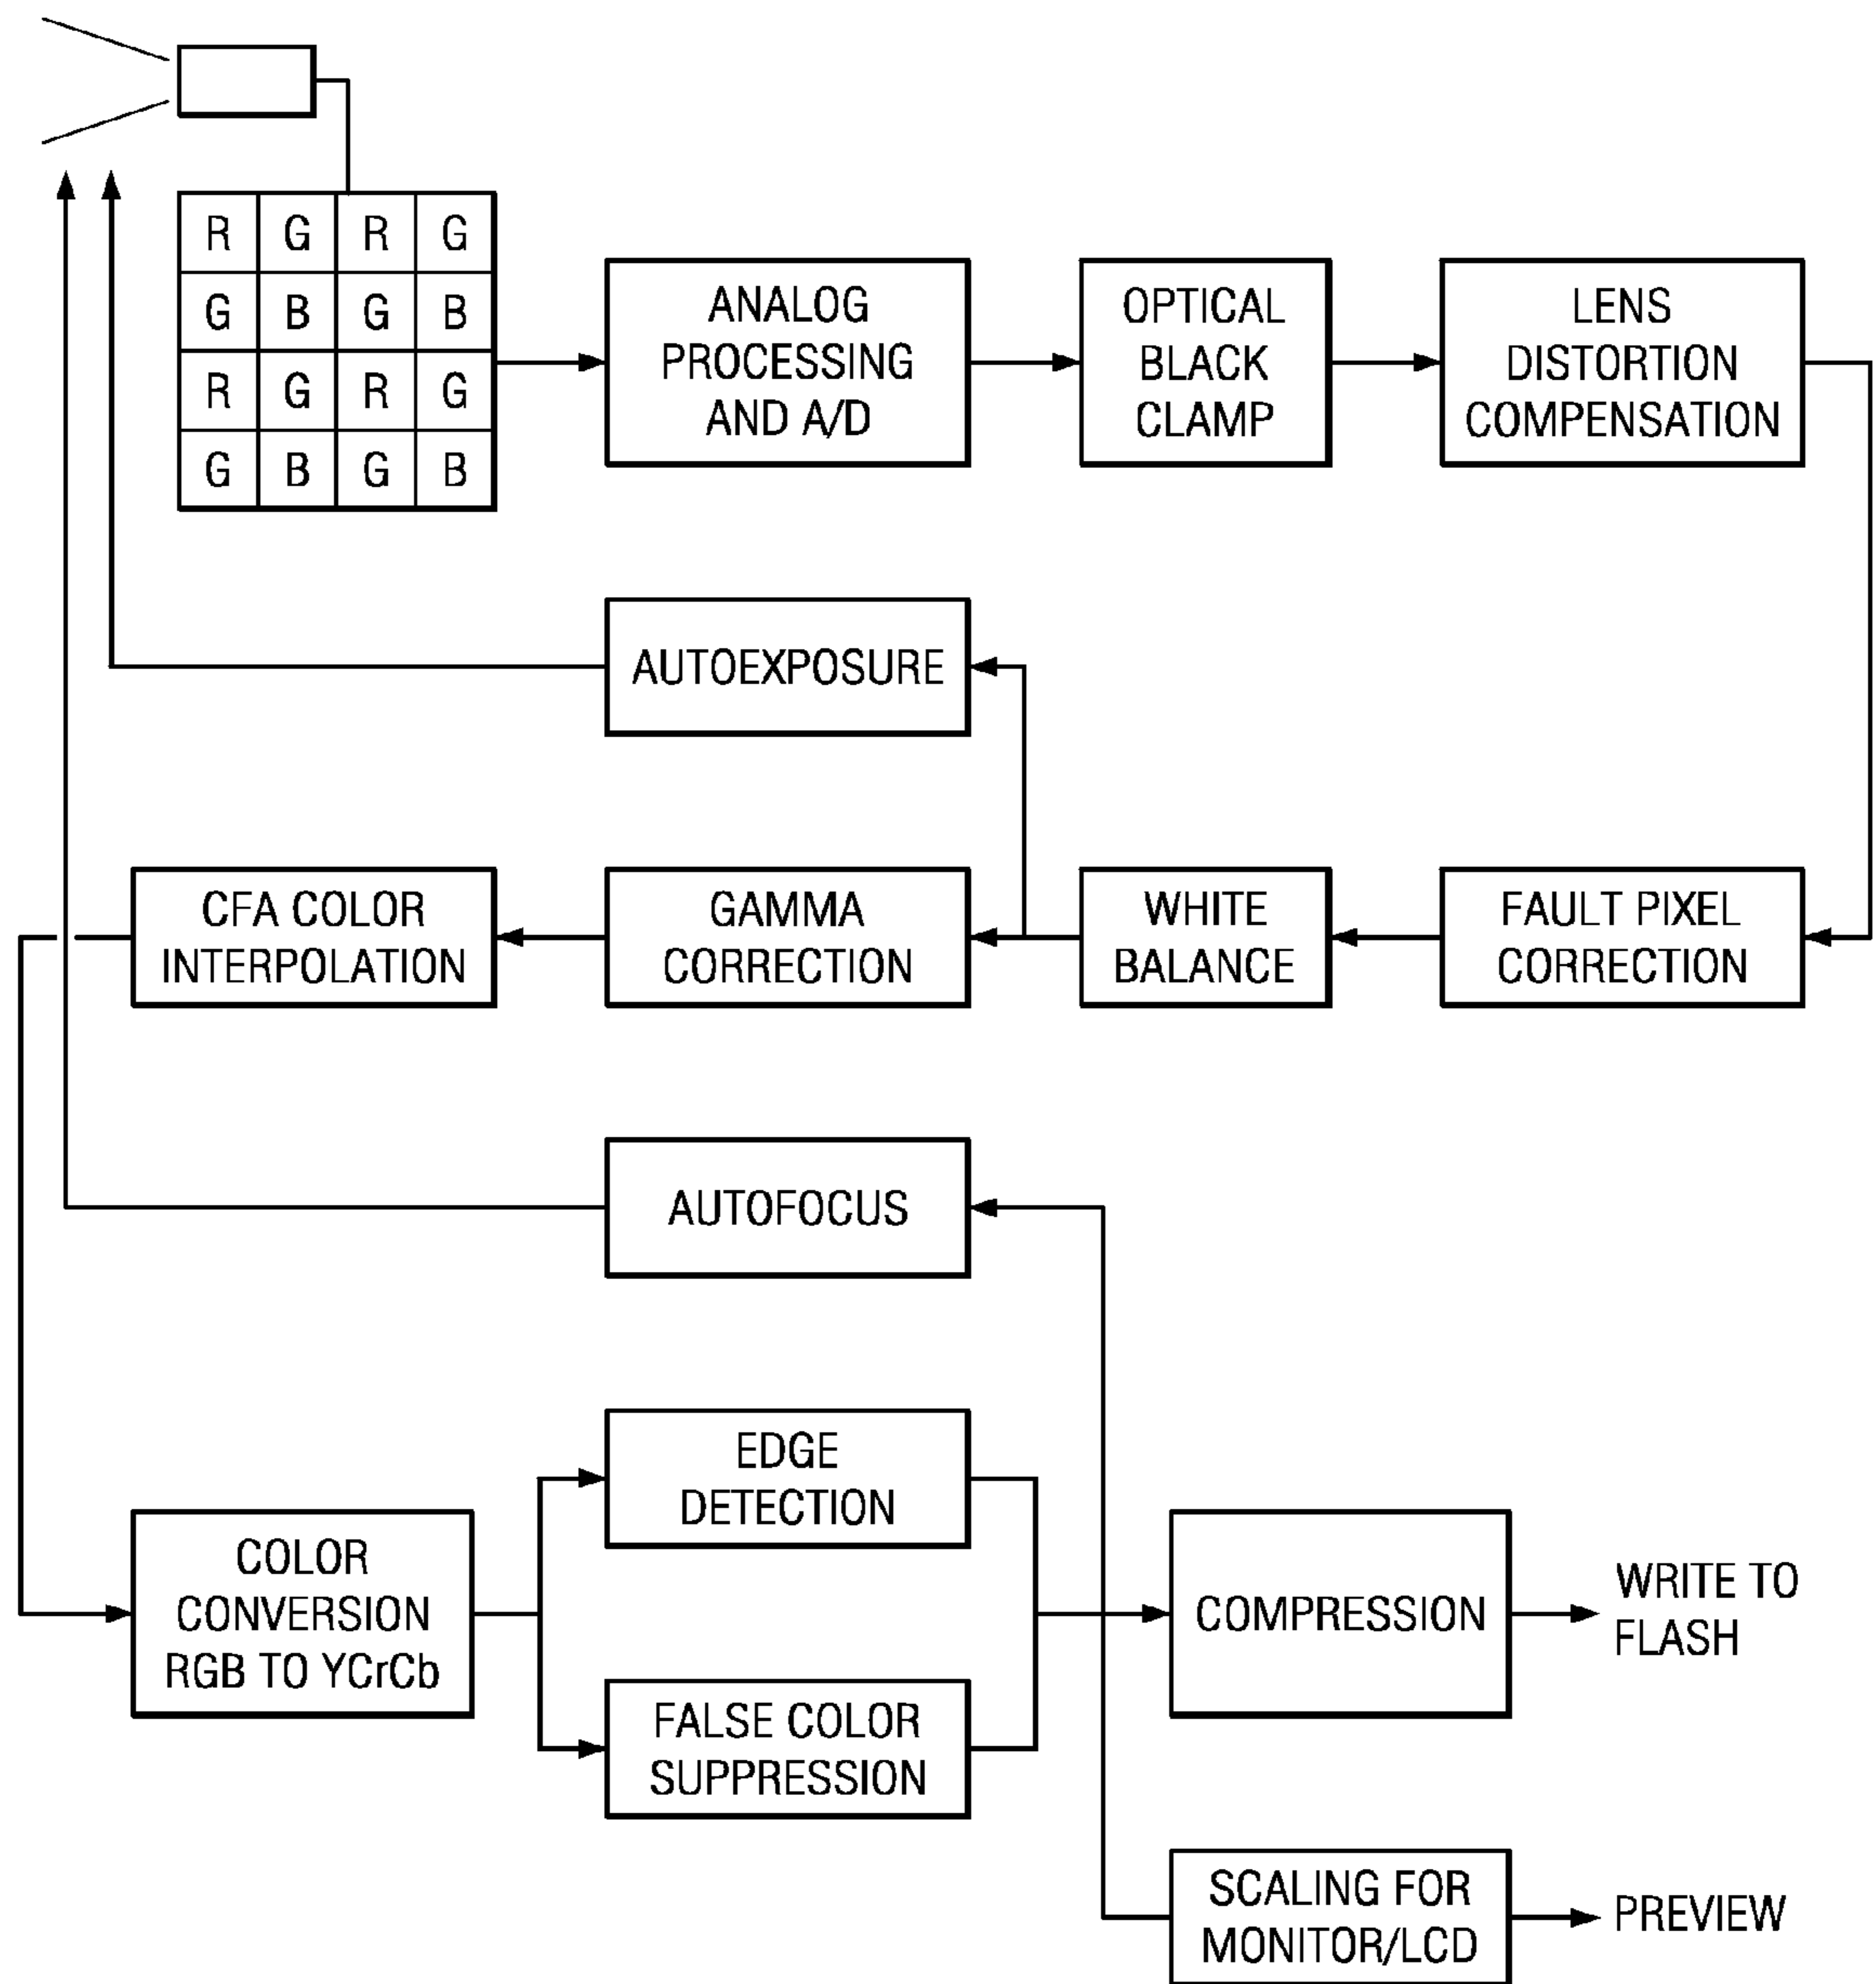 R G R G
G B G B
R G R G
G B G B
ANALOG
PROCESSING
AND A/D
OPTICAL
BLACK
CLAMP
LENS
DISTORTION
COMPENSATION
AUTOEXPOSURE
CFA COLOR
INTERPOLATION
GAMMA
CORRECTION
WHITE
BALANCE
FAULT PIXEL
CORRECTION
AUTOFOCUS
COLOR
CONVERSION
RGB TO YCrCb
EDGE
DETECTION
FALSE COLOR
SUPPRESSION
COMPRESSION
WRITE TO
FLASH
SCALING FOR
MONITOR/LCD
PREVIEW